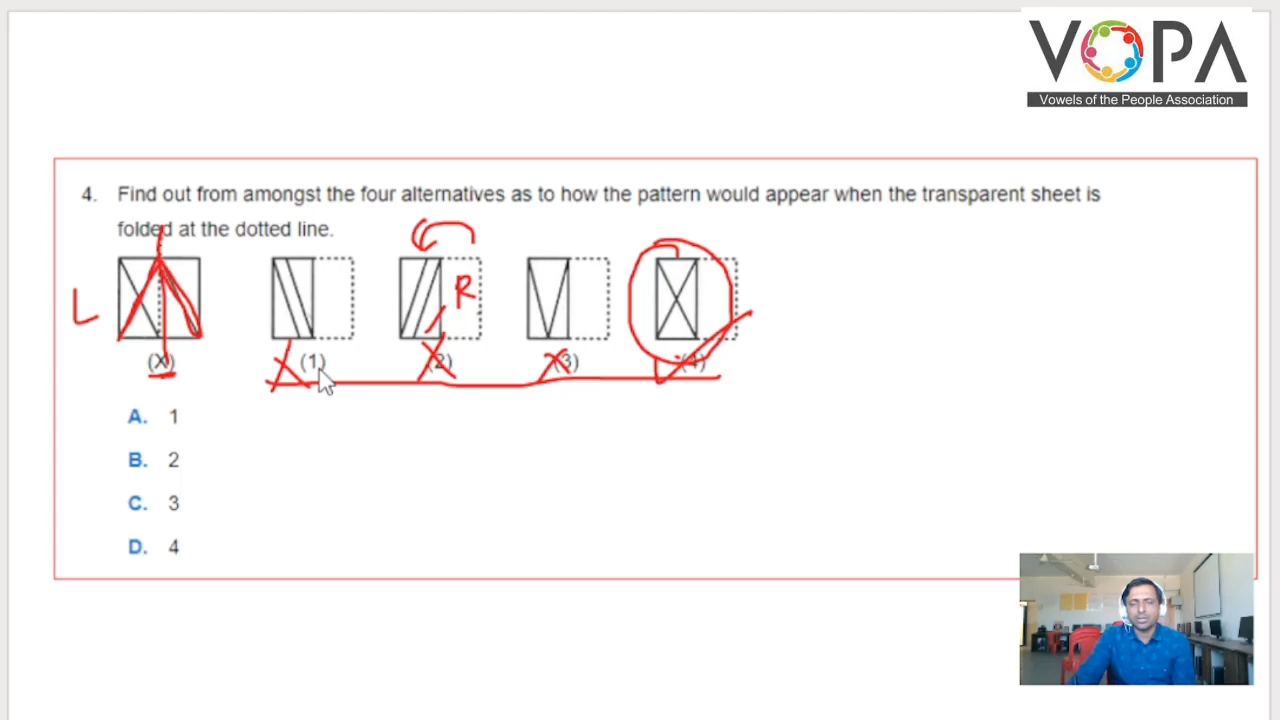 VOPA
Vowels of the People Association
4. Find out from amongst the four alternatives as to how the pattern would appear when the transparent sheet is
folded at the dotted line.
L
R
(X) (1) (2) (3) (4)
A. 1
B. 2
C. 3
D. 4